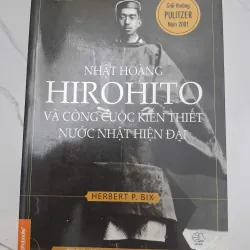 Giải thưởng
PULITZER
Năm 2001
NHẬT HOÀNG
HIROHITO
VÀ CÔNG CUỘC KIẾN THIẾT
NƯỚC NHẬT HIỆN ĐẠI
HERBERT P. BIX